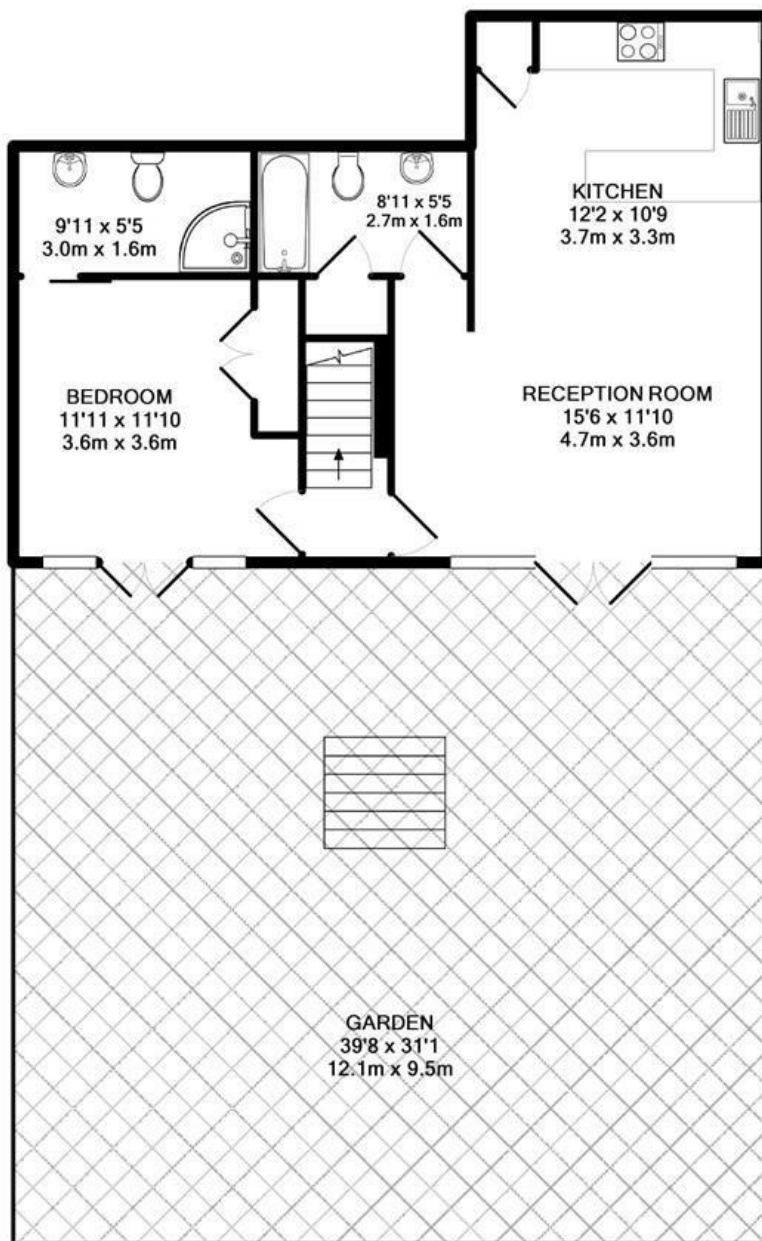 KITCHEN
12'2 x 10'9
3.7m x 3.3m
9'11 x 5'5
3.0m x 1.6m
8'11 x 5'5
2.7m x 1.6m
BEDROOM
11'11 x 11'10
3.6m x 3.6m
RECEPTION ROOM
15'6 x 11'10
4.7m x 3.6m
GARDEN
39'8 x 31'1
12.1m x 9.5m